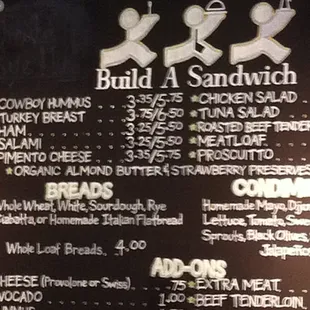 Build A Sandwich
COWBOY HUMMUS 3.35/5.75
TURKEY BREAST 3.75/6.50
HAM 3.25/5.50
SALAMI 3.25/5.50
PIMENTO CHEESE 3.35/5.75
CHICKEN SALAD
TUNA SALAD
ROASTED BEEF TENDER
MEATLOAF
PROSCUITTO
ORGANIC ALMOND BUTTER & STRAWBERRY PRESERVES
BREADS
Whole Wheat, White, Sourdough, Rye
Ciabatta, or Homemade Italian Flatbread
Whole Loaf Breads 4.00
CONDIM
Homemade Mayo, Dijon
Lettuce, Tomato, Swe
Sprouts, Black Olives,
Jalapeño
ADD-ONS
CHEESE (Provolone or Swiss) .75
AVOCADO 1.00
UMMUS
EXTRA MEAT
BEEF TENDERLOIN